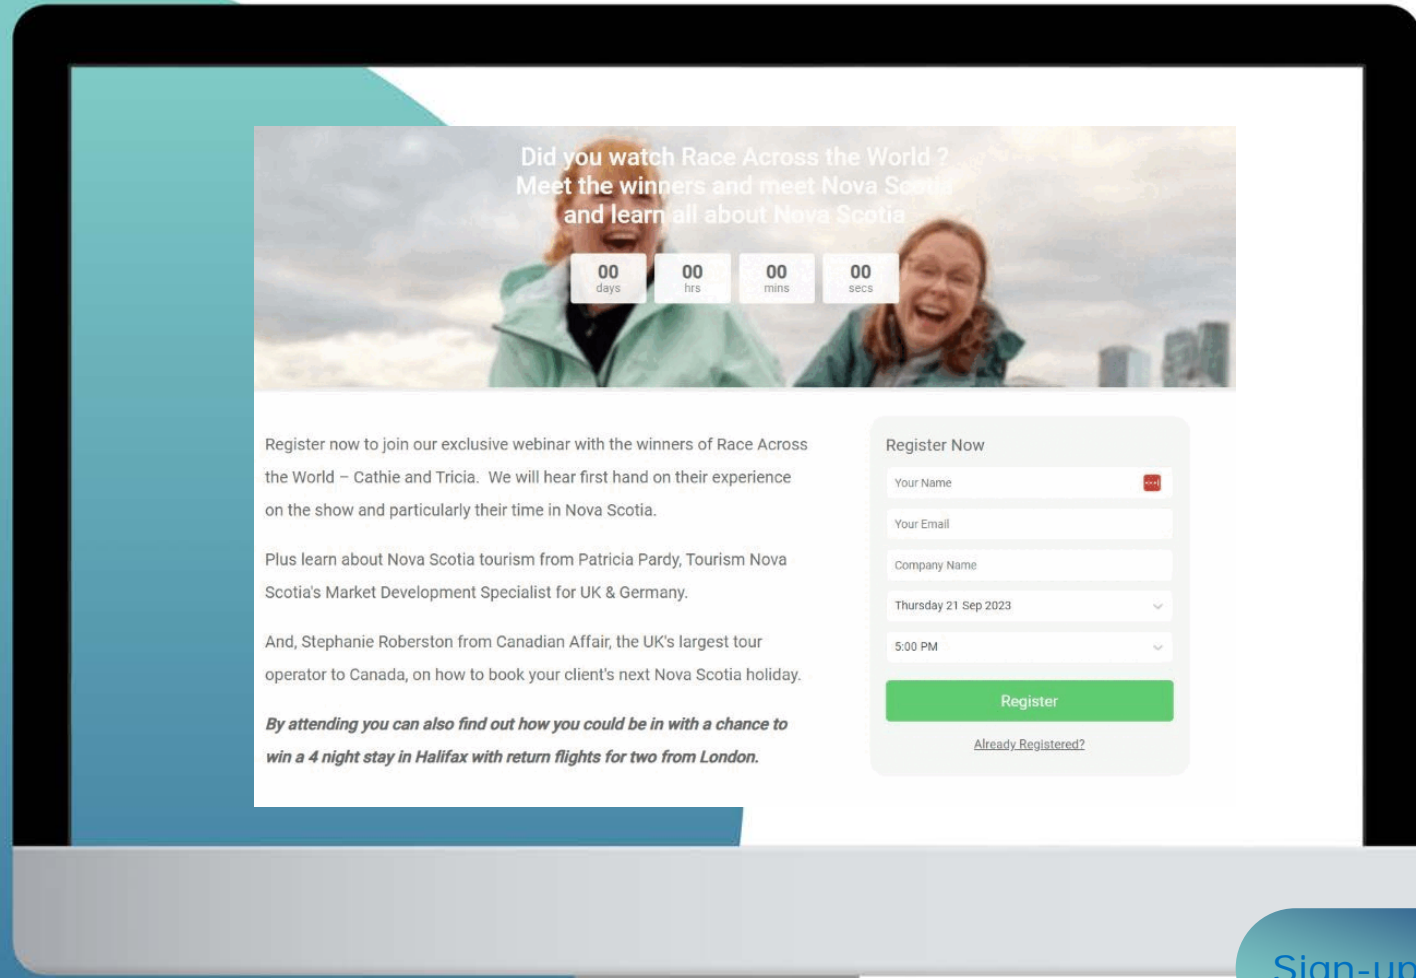 Did you watch Race Across the World ?
Meet the winners and meet Nova Scotia
and learn all about Nova Scotia
00 00 00 00
days hrs mins secs
Register now to join our exclusive webinar with the winners of Race Across
the World – Cathie and Tricia.  We will hear first hand on their experience
on the show and particularly their time in Nova Scotia.
Plus learn about Nova Scotia tourism from Patricia Pardy, Tourism Nova
Scotia's Market Development Specialist for UK & Germany.
And, Stephanie Roberston from Canadian Affair, the UK's largest tour
operator to Canada, on how to book your client's next Nova Scotia holiday.
By attending you can also find out how you could be in with a chance to
win a 4 night stay in Halifax with return flights for two from London.
Register Now
Your Name
Your Email
Company Name
Thursday 21 Sep 2023
5:00 PM
Register
Already Registered?
Sign-up